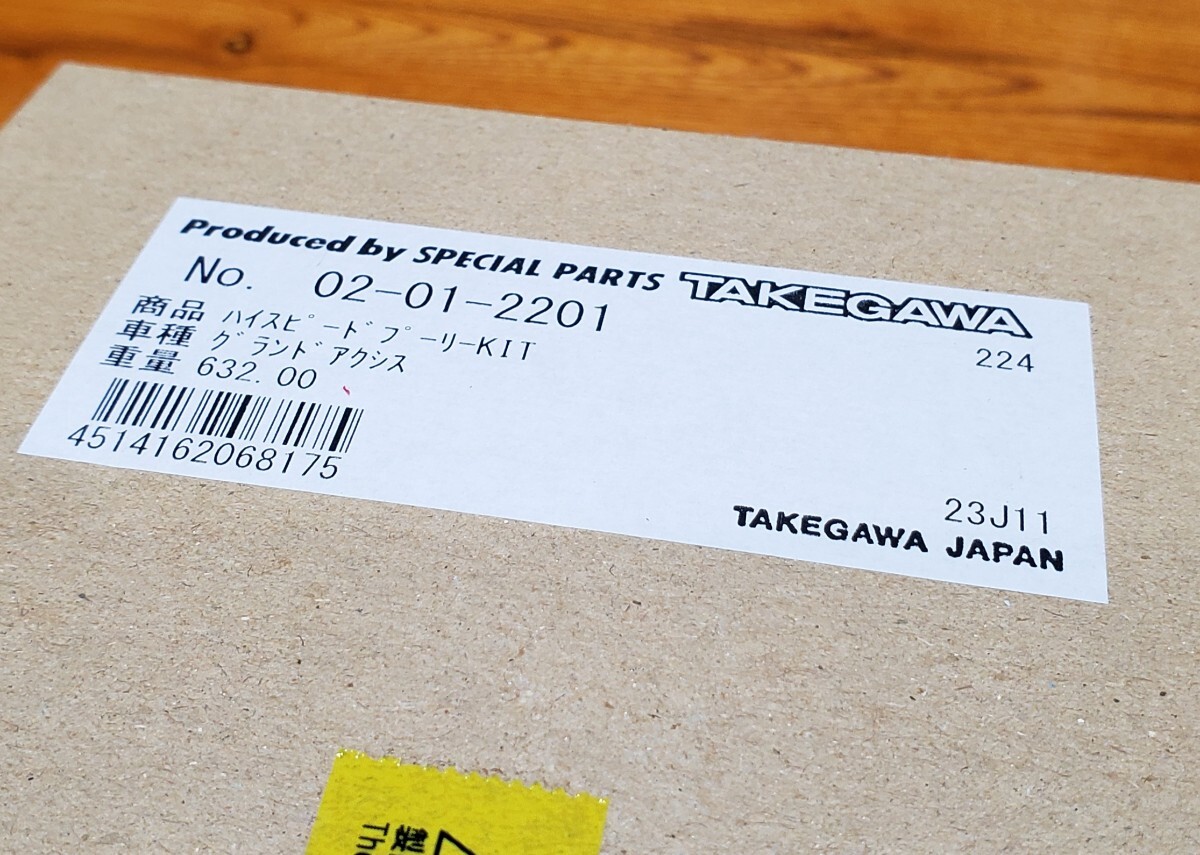 Produced by SPECIAL PARTS TAKEGAWA
No. 02-01-2201
224
商品 ﾊｲｽﾋﾟｰﾄﾞﾌﾟｰﾘｰKIT
車種 ｸﾞﾗﾝﾄﾞｱｸｼｽ
重量 632.00
4514162068175
23J11
TAKEGAWA JAPAN
製
The